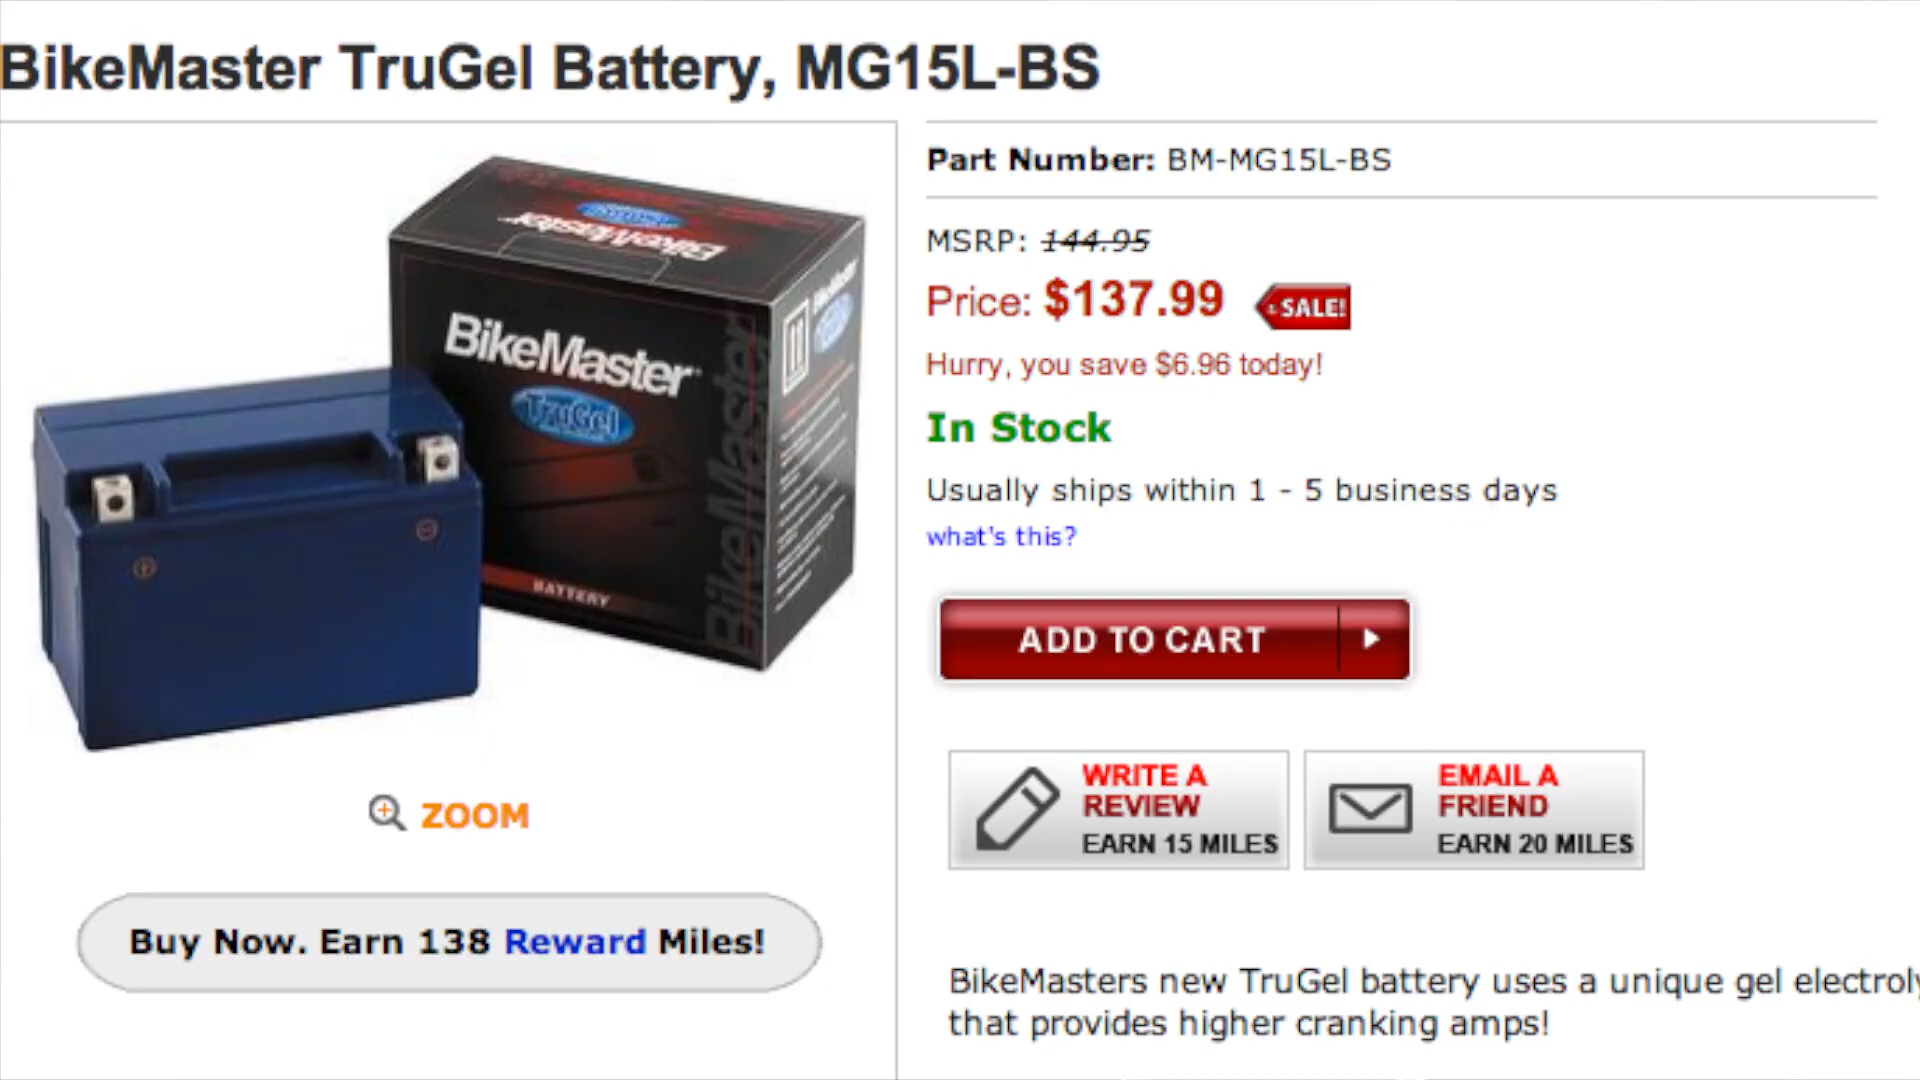 BikeMaster TruGel Battery, MG15L-BS
BikeMaster
BikeMaster
TruGel
BikeMaster
BATTERY
ZOOM
Buy Now. Earn 138 Reward Miles!
Part Number: BM-MG15L-BS
MSRP: 144.95
Price: $137.99
SALE!
Hurry, you save $6.96 today!
In Stock
Usually ships within 1 - 5 business days
what's this?
ADD TO CART
WRITE A
REVIEW
EARN 15 MILES
EMAIL A
FRIEND
EARN 20 MILES
BikeMasters new TruGel battery uses a unique gel electroly
that provides higher cranking amps!